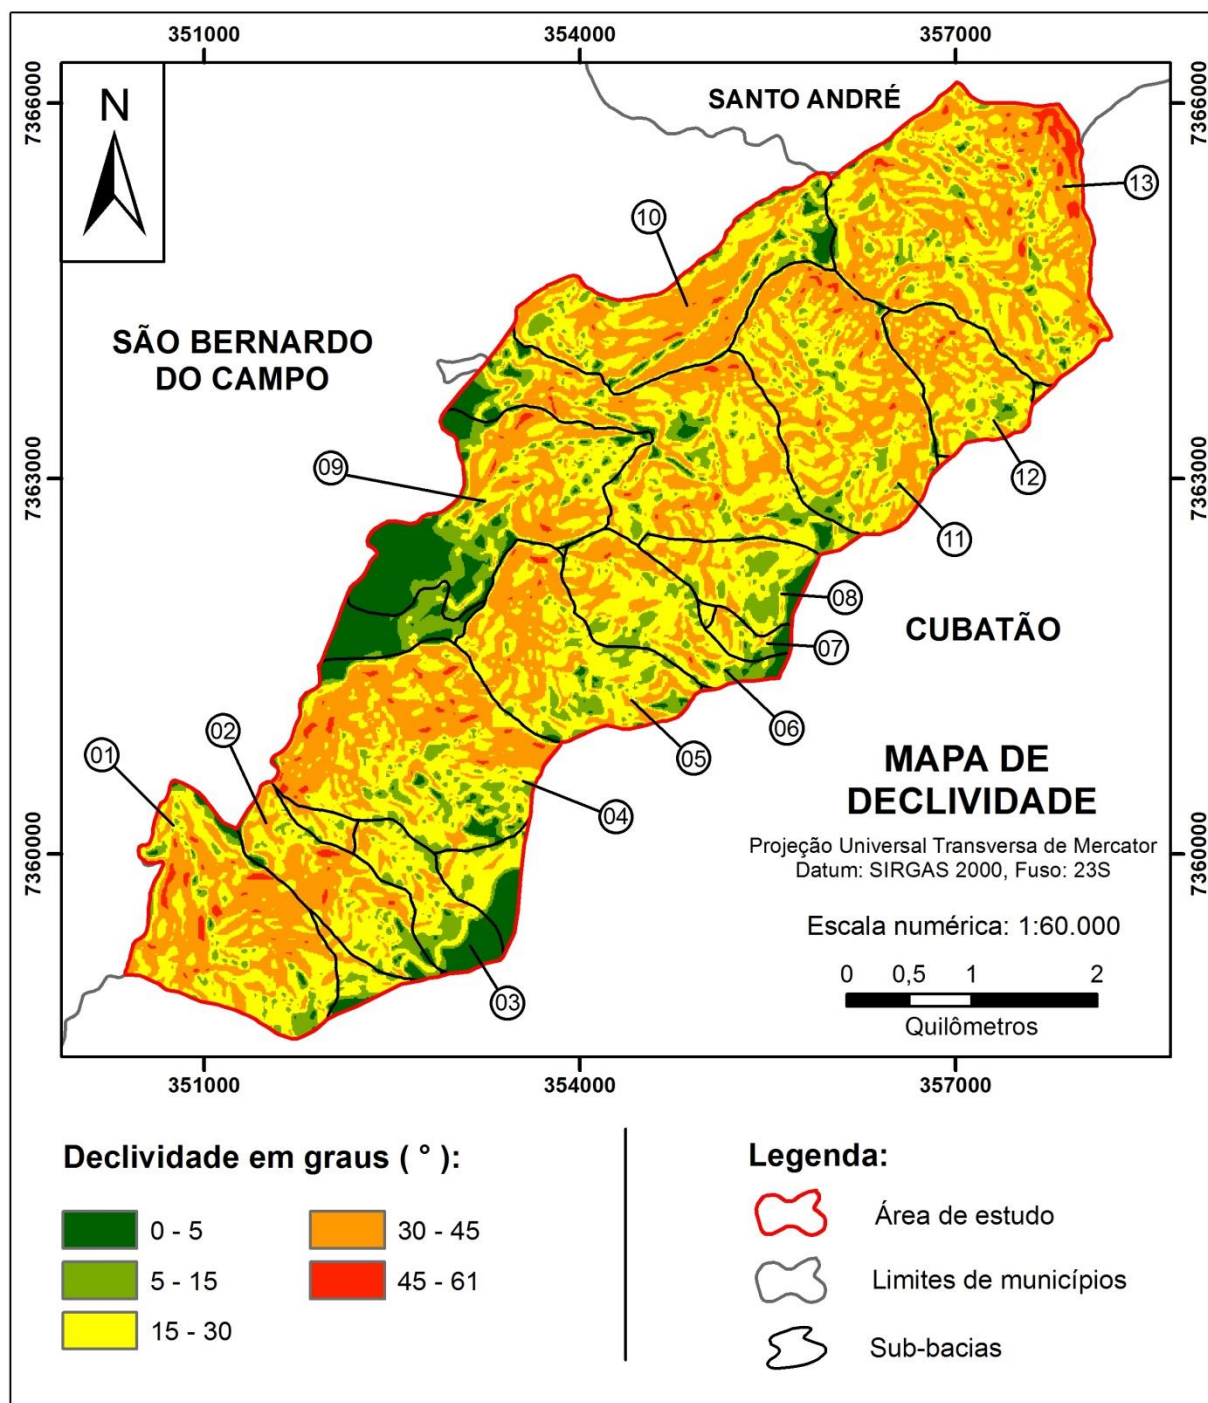 351000
354000
357000
7366000
7366000
N
SANTO ANDRÉ
13
10
SÃO BERNARDO
DO CAMPO
09
7363000
7363000
12
11
08
CUBATÃO
07
06
05
02
01
04
03
MAPA DE
DECLIVIDADE
7360000
7360000
Projeção Universal Transversa de Mercator
Datum: SIRGAS 2000, Fuso: 23S
Escala numérica: 1:60.000
0 0,5 1 2
Quilômetros
351000
354000
357000
Declividade em graus ( ° ):
0 - 5
5 - 15
15 - 30
30 - 45
45 - 61
Legenda:
Área de estudo
Limites de municípios
Sub-bacias